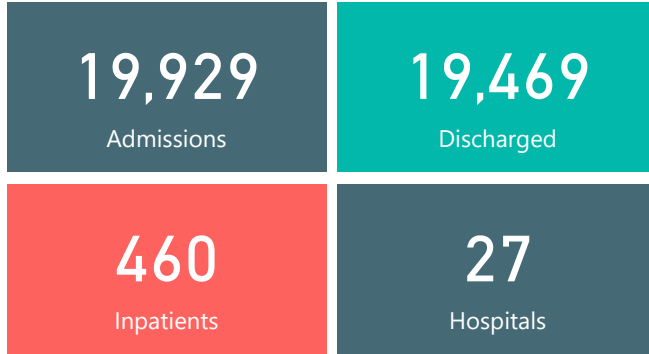 19,929
Admissions
19,469
Discharged
460
Inpatients
27
Hospitals